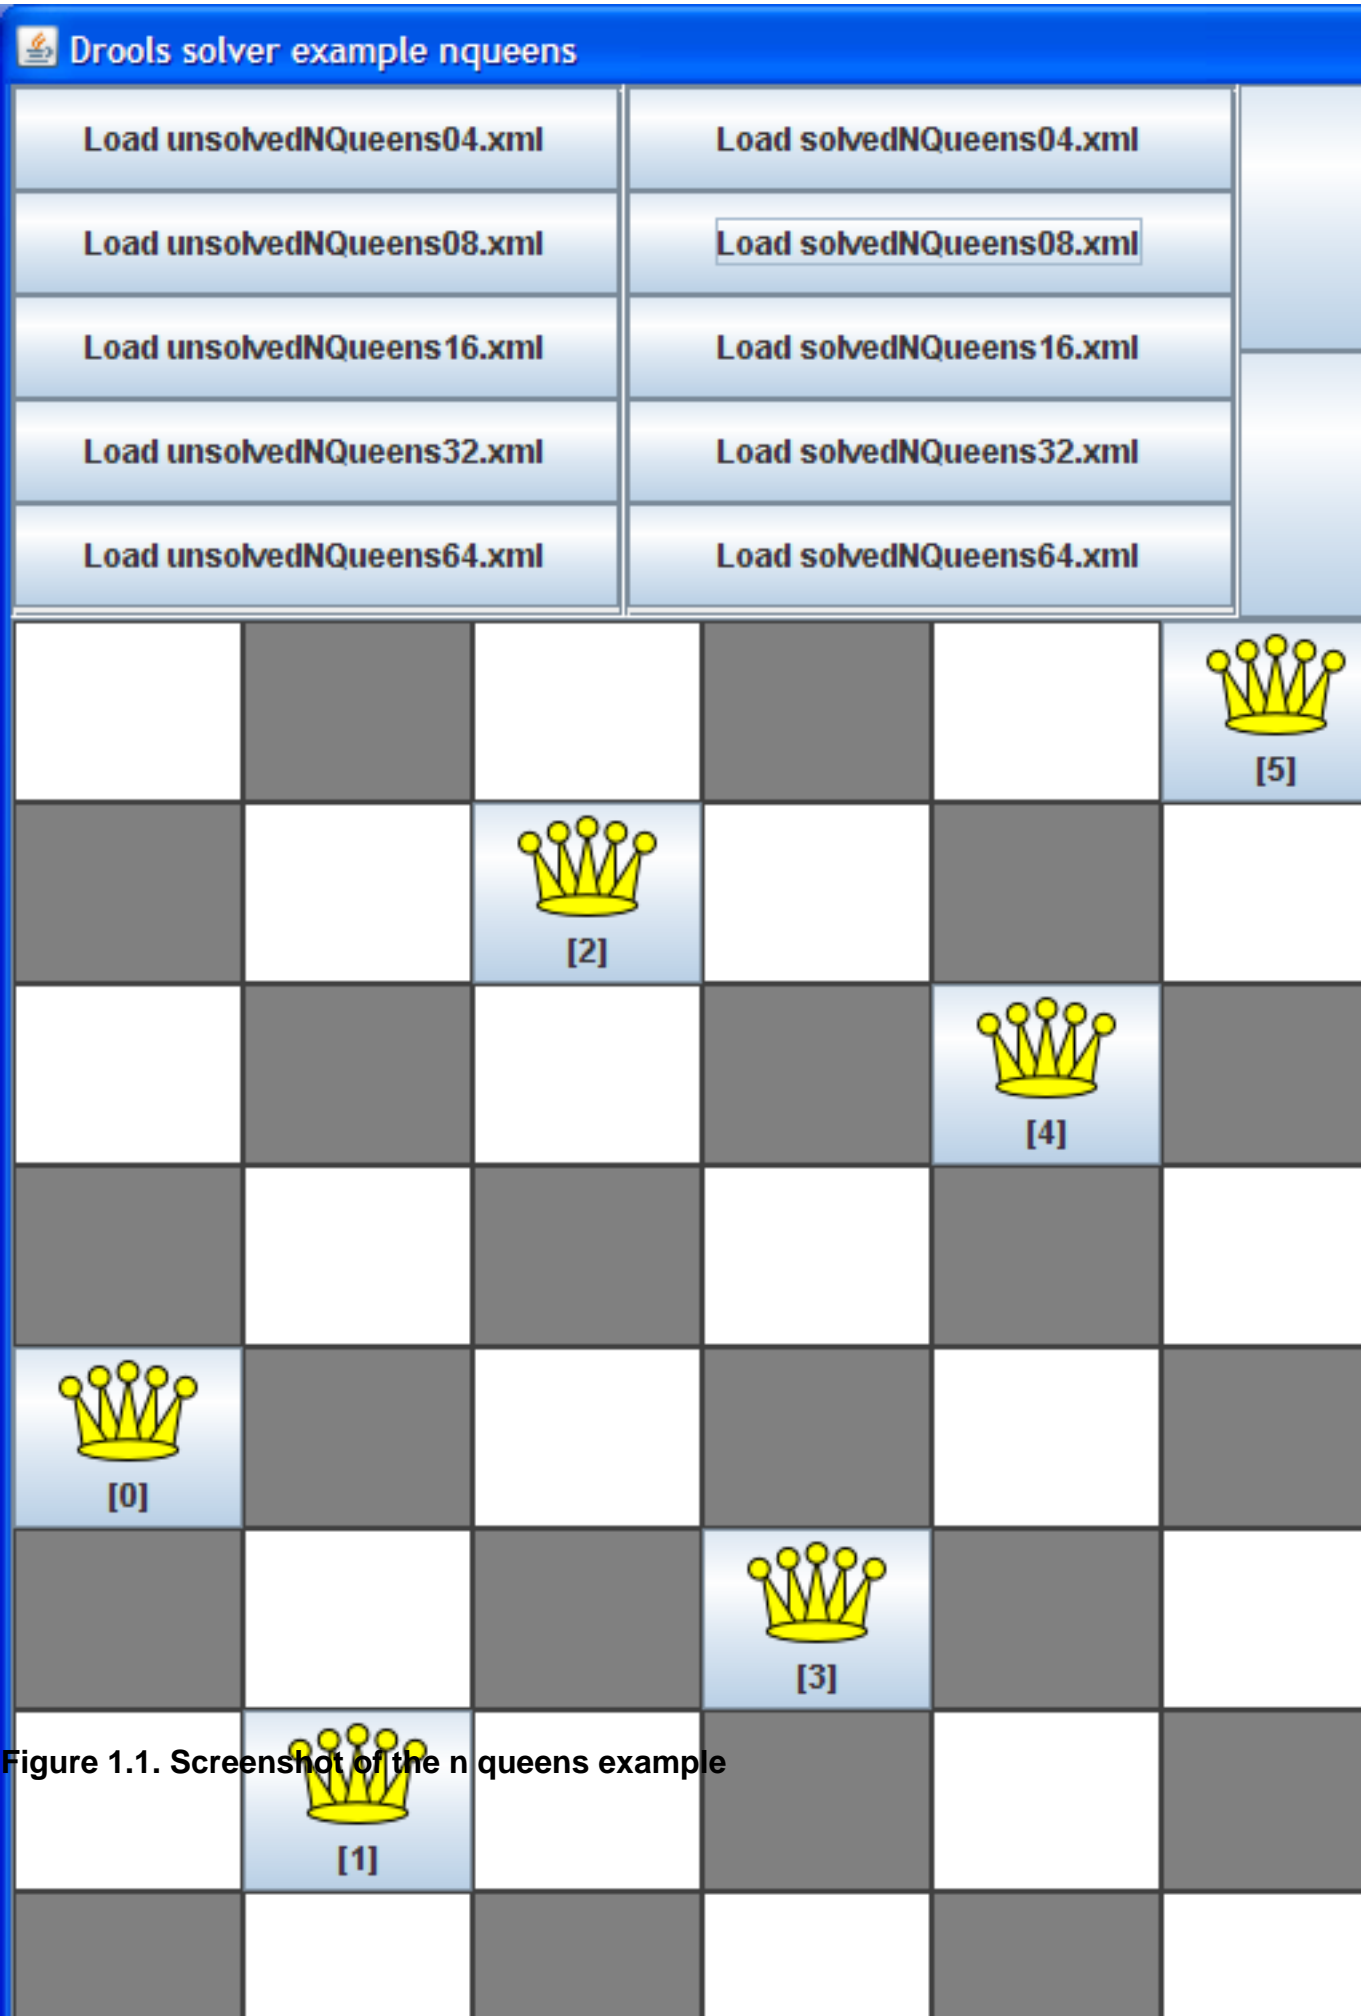 Drools solver example nqueens
Load unsolvedNQueens04.xml
Load solvedNQueens04.xml
Load unsolvedNQueens08.xml
Load solvedNQueens08.xml
Load unsolvedNQueens16.xml
Load solvedNQueens16.xml
Load unsolvedNQueens32.xml
Load solvedNQueens32.xml
Load unsolvedNQueens64.xml
Load solvedNQueens64.xml
[5]
[2]
[4]
[0]
[3]
Figure 1.1. Screenshot of the n queens example
[1]